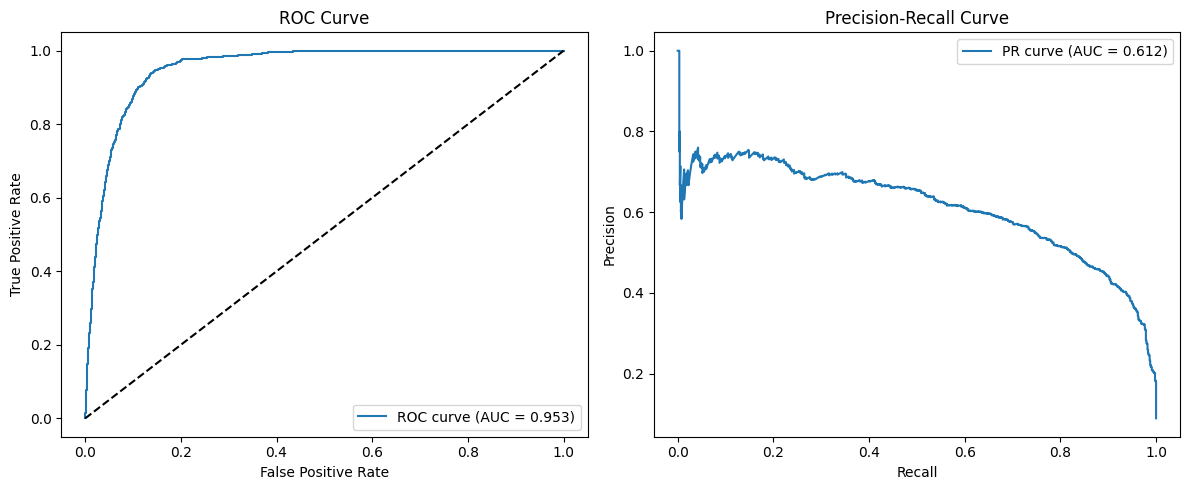 ROC Curve
True Positive Rate
1.0
0.8
0.6
0.4
0.2
0.0
ROC curve (AUC = 0.953)
0.0 0.2 0.4 0.6 0.8 1.0
False Positive Rate
Precision-Recall Curve
Precision
1.0
0.8
0.6
0.4
0.2
PR curve (AUC = 0.612)
0.0 0.2 0.4 0.6 0.8 1.0
Recall